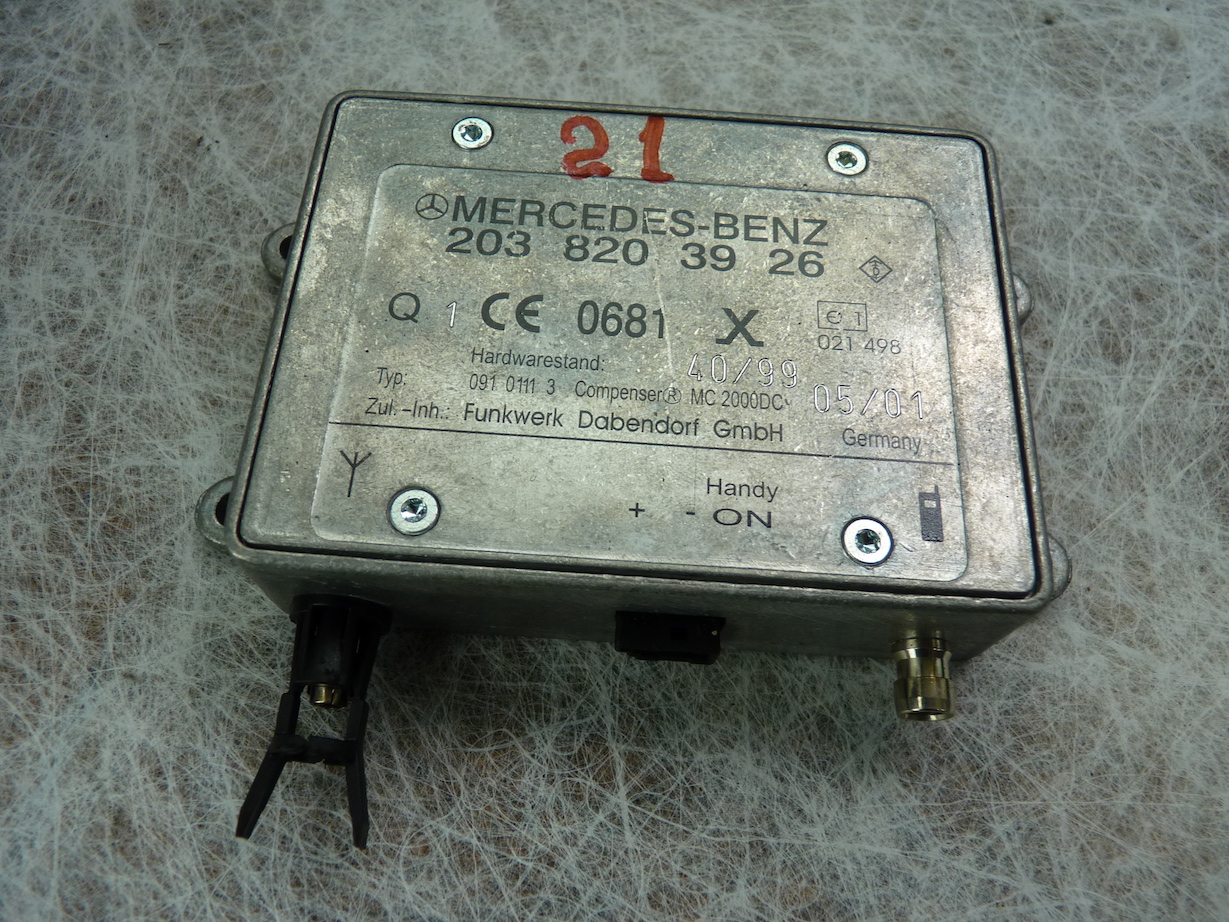 21
MERCEDES-BENZ
203 820 39 26
Q 1 CE 0681 X e 1
021 498
Hardwarestand: 40/99
Typ: 091 0111 3 Compenser® MC 2000DC 05/01
Zul.-Inh.: Funkwerk Dabendorf GmbH Germany
Handy
+ - ON